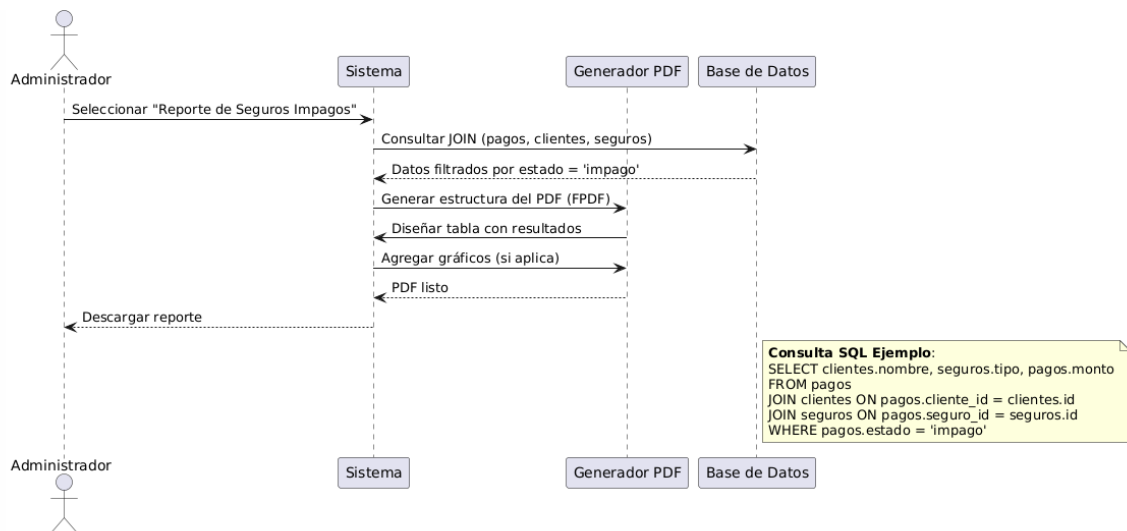 Administrador
Sistema
Generador PDF
Base de Datos
Seleccionar "Reporte de Seguros Impagos"
Consultar JOIN (pagos, clientes, seguros)
Datos filtrados por estado = 'impago'
Generar estructura del PDF (FPDF)
Diseñar tabla con resultados
Agregar gráficos (si aplica)
PDF listo
Descargar reporte
Consulta SQL Ejemplo:
SELECT clientes.nombre, seguros.tipo, pagos.monto
FROM pagos
JOIN clientes ON pagos.cliente_id = clientes.id
JOIN seguros ON pagos.seguro_id = seguros.id
WHERE pagos.estado = 'impago'
Administrador
Sistema
Generador PDF
Base de Datos